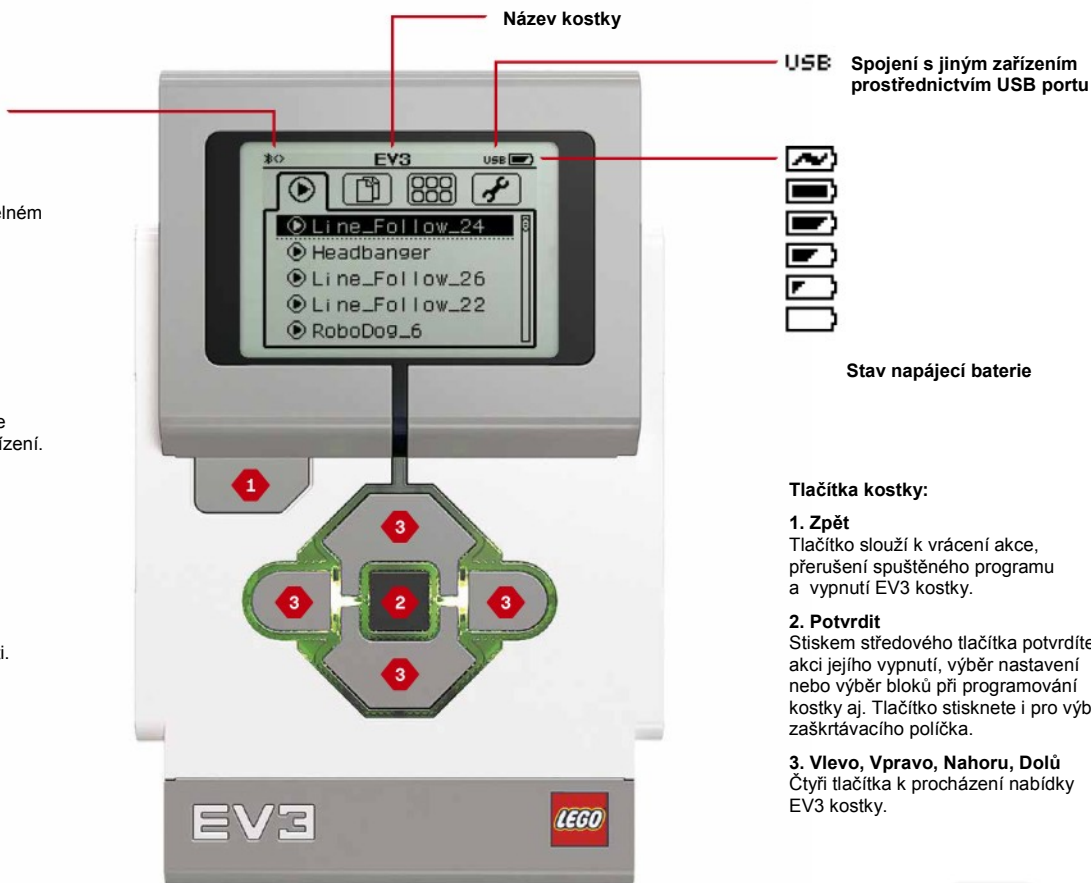 Název kostky
USB
Spojení s jiným zařízením
prostřednictvím USB portu
EV3
USB
Line_Follow_24
Headbanger
Line_Follow_26
Line_Follow_22
RoboDog_6
elném
e
ízení.
i.
Stav napájecí baterie
1
3
3
2
3
3
Tlačítka kostky:
1. Zpět
Tlačítko slouží k vrácení akce,
přerušení spuštěného programu
a vypnutí EV3 kostky.
2. Potvrdit
Stiskem středového tlačítka potvrdíte
akci jejího vypnutí, výběr nastavení
nebo výběr bloků při programování
kostky aj. Tlačítko stisknete i pro výb
zaškrtávacího políčka.
3. Vlevo, Vpravo, Nahoru, Dolů
Čtyři tlačítka k procházení nabídky
EV3 kostky.
EV3
LEGO